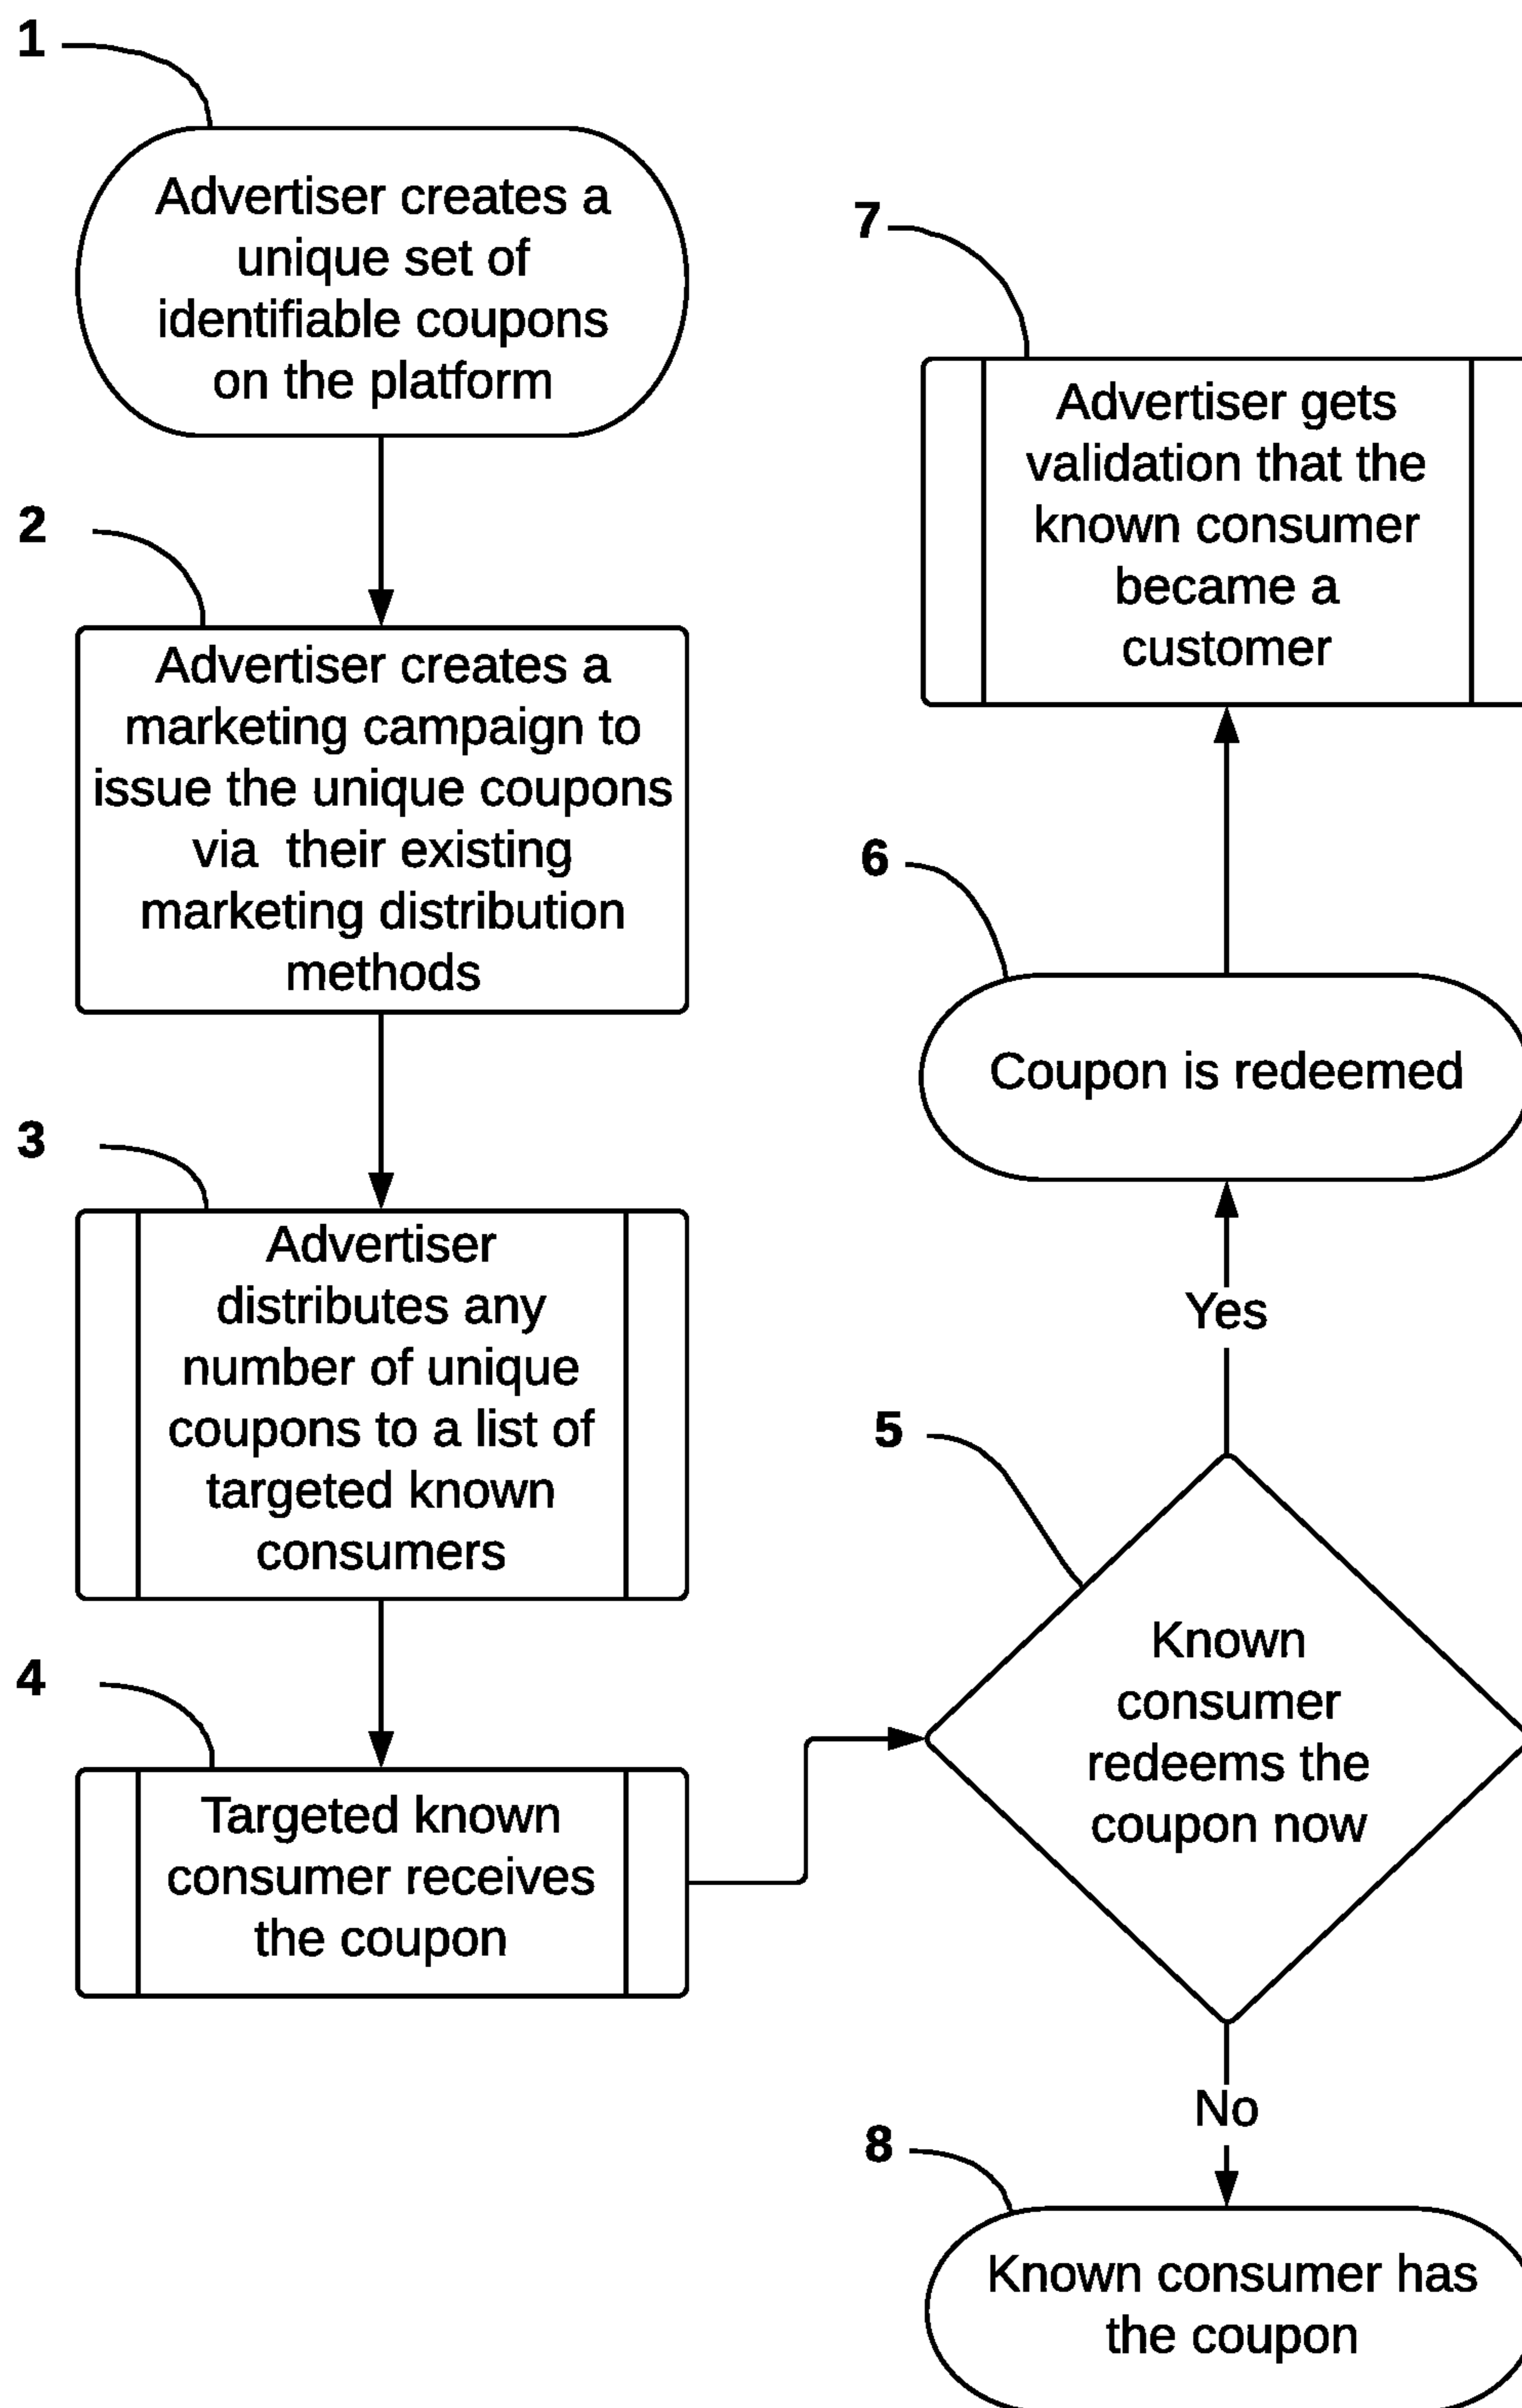 1
Advertiser creates a
unique set of
identifiable coupons
on the platform
2
Advertiser creates a
marketing campaign to
issue the unique coupons
via  their existing
marketing distribution
methods
3
Advertiser
distributes any
number of unique
coupons to a list of
targeted known
consumers
4
Targeted known
consumer receives
the coupon
5
Known
consumer
redeems the
coupon now
Yes
6
Coupon is redeemed
7
Advertiser gets
validation that the
known consumer
became a
customer
No
8
Known consumer has
the coupon